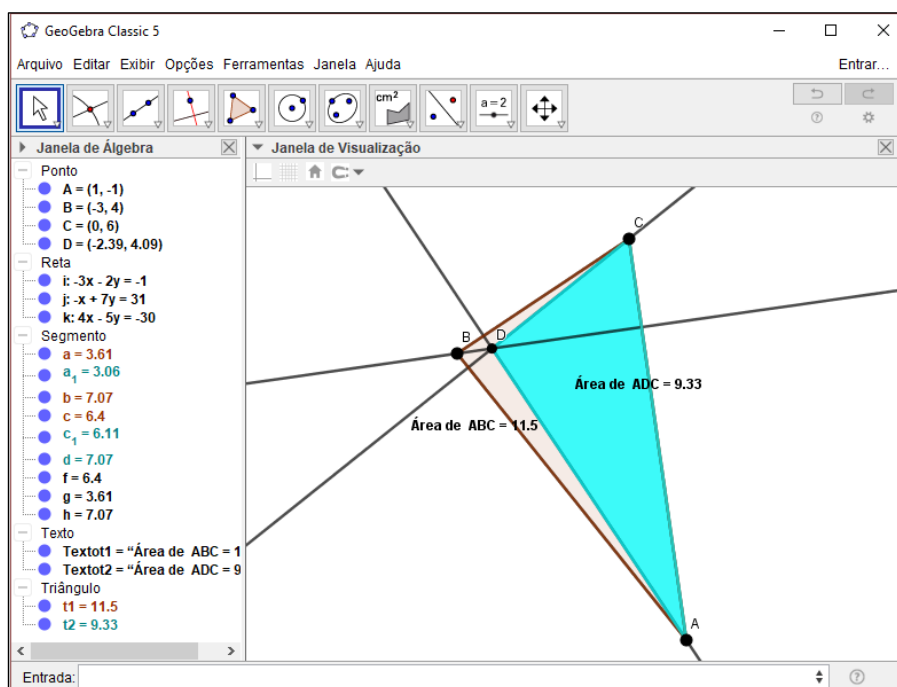 GeoGebra Classic 5
Arquivo Editar Exibir Opções Ferramentas Janela Ajuda Entrar...
cm²
a = 2
Janela de Álgebra
Ponto
A = (1, -1)
B = (-3, 4)
C = (0, 6)
D = (-2.39, 4.09)
Reta
i: -3x - 2y = -1
j: -x + 7y = 31
k: 4x - 5y = -30
Segmento
a = 3.61
a₁ = 3.06
b = 7.07
c = 6.4
c₁ = 6.11
d = 7.07
f = 6.4
g = 3.61
h = 7.07
Texto
Textot1 = “Área de ABC = 1
Textot2 = “Área de ADC = 9
Triângulo
t1 = 11.5
t2 = 9.33
Janela de Visualização
C
B
D
Área de ADC = 9.33
Área de ABC = 11.5
A
Entrada: